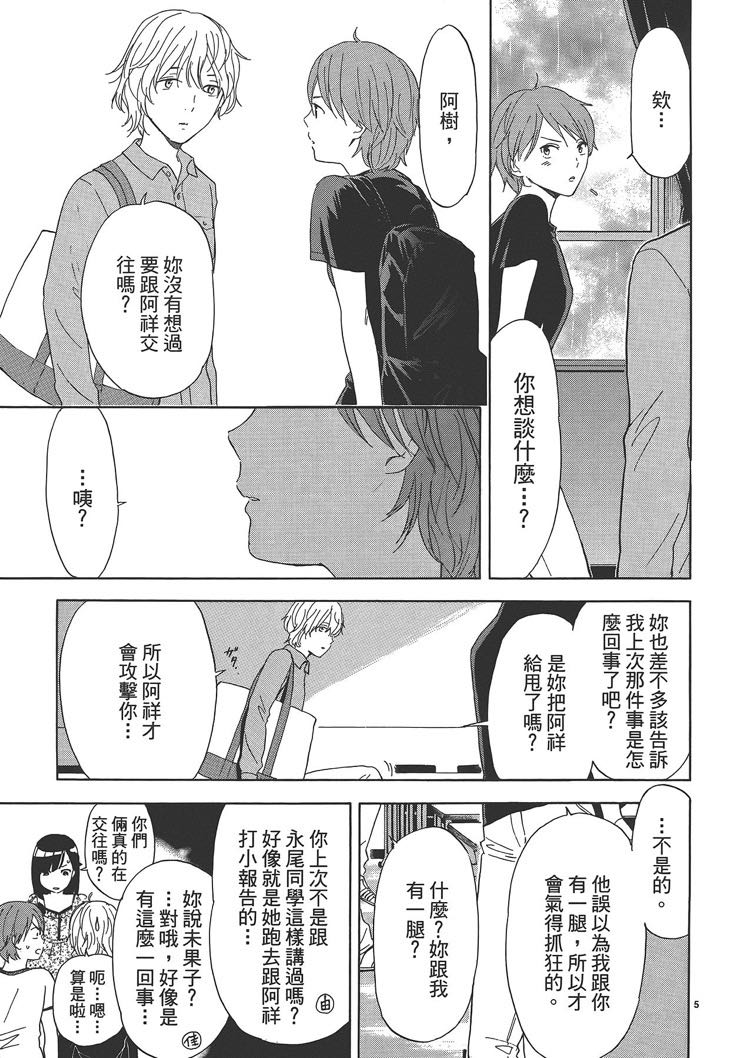 欸…
你想談什麼…?
阿樹，
妳沒有想過
要跟阿祥交
往嗎？
…咦？
妳也差不多該告訴
我上次那件事是怎
麼回事了吧？
是妳把阿祥
給甩了嗎？
ザ…
所以阿祥才
會攻擊你…
…不是的。
他誤以為我跟你
有一腿，所以才
會氣得抓狂的。
什麼？妳跟我
有一腿？
你上次不是跟
永尾同學這樣講過嗎？
好像就是她跑去跟阿祥
打小報告的…
由
妳說未果子？
…對哦，好像是
有這麼一回事…
佳
你們
倆真的在
交往嗎？
呃…嗯…
算是啦…
5